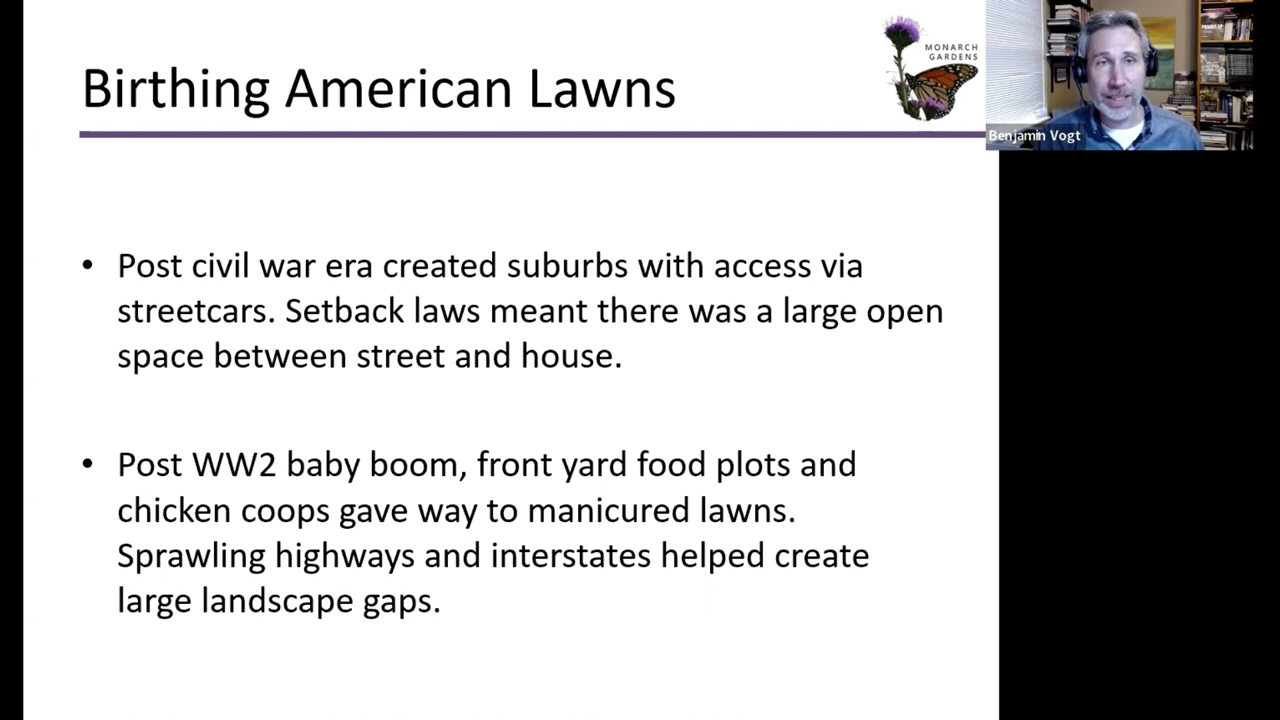 Birthing American Lawns
MONARCH
GARDENS
Benjamin Vogt
• Post civil war era created suburbs with access via
streetcars. Setback laws meant there was a large open
space between street and house.
• Post WW2 baby boom, front yard food plots and
chicken coops gave way to manicured lawns.
Sprawling highways and interstates helped create
large landscape gaps.